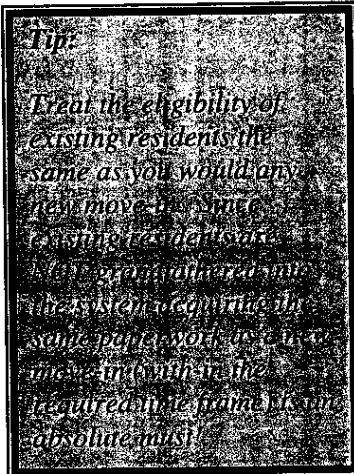 Tip:
Treat the eligibility of
existing residents the
same as you would any
new move-in. Since
existing residents are
NOT grandfathered into
the system acquiring the
same paperwork as a new
move-in (with in the
required time frame) is an
absolute must!